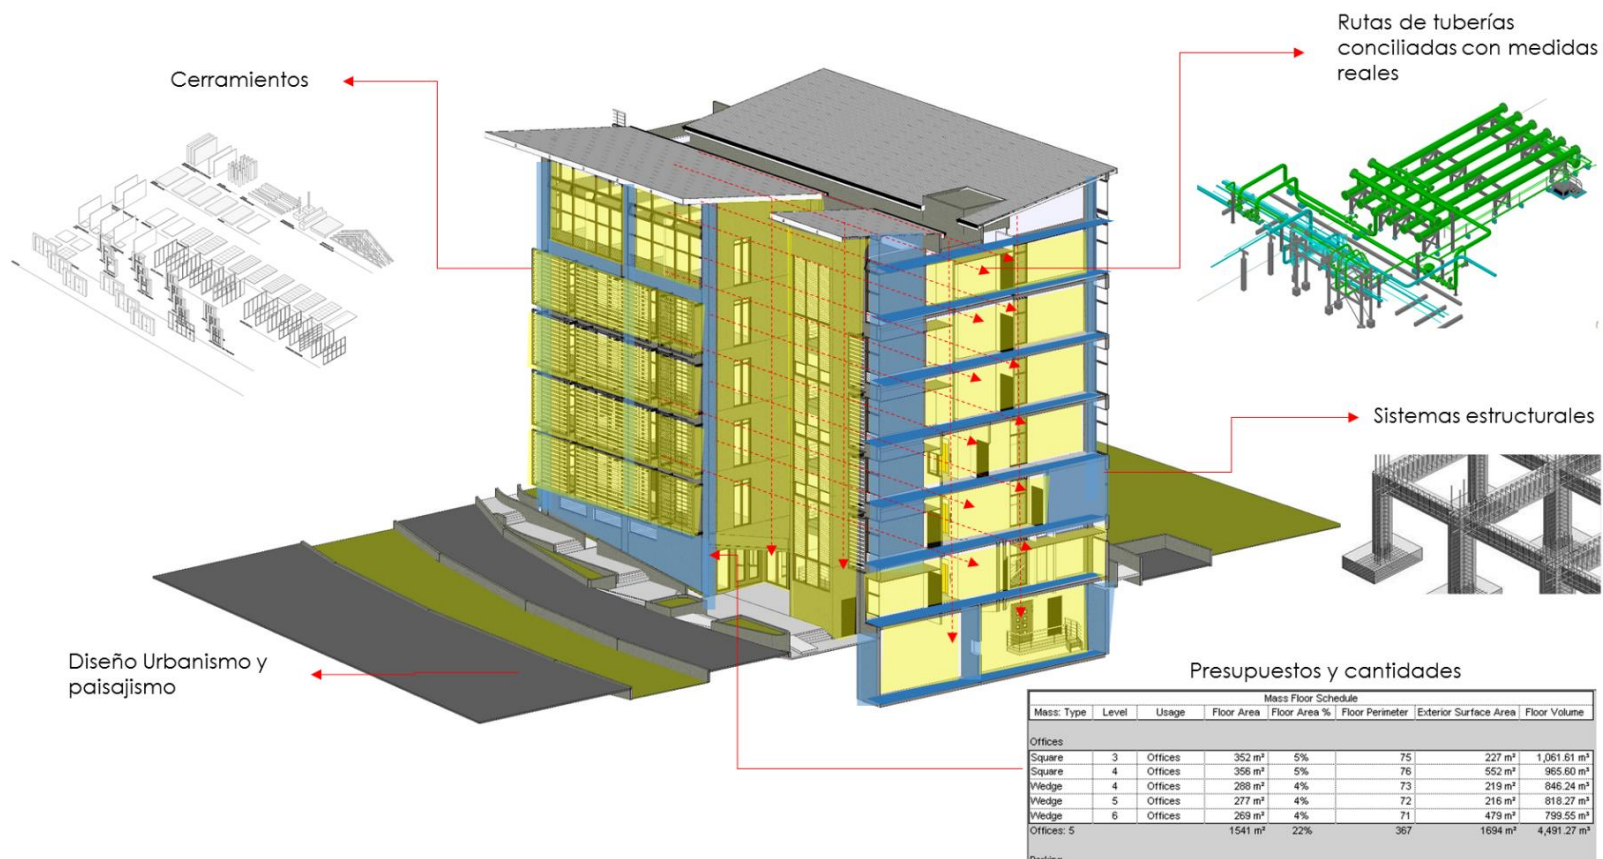 Rutas de tuberías
conciliadas con medidas
reales
Cerramientos
Sistemas estructurales
Diseño Urbanismo y
paisajismo
Presupuestos y cantidades
Mass Floor Schedule
Mass: Type Level Usage Floor Area Floor Area % Floor Perimeter Exterior Surface Area Floor Volume
Offices
Square 3 Offices 352 m² 5% 75 227 m² 1,061.61 m³
Square 4 Offices 356 m² 5% 76 552 m² 965.60 m³
Wedge 4 Offices 288 m² 4% 73 219 m² 846.24 m³
Wedge 5 Offices 277 m² 4% 72 216 m² 818.27 m³
Wedge 6 Offices 269 m² 4% 71 479 m² 799.55 m³
Offices: 5 1541 m² 22% 367 1694 m² 4,491.27 m³